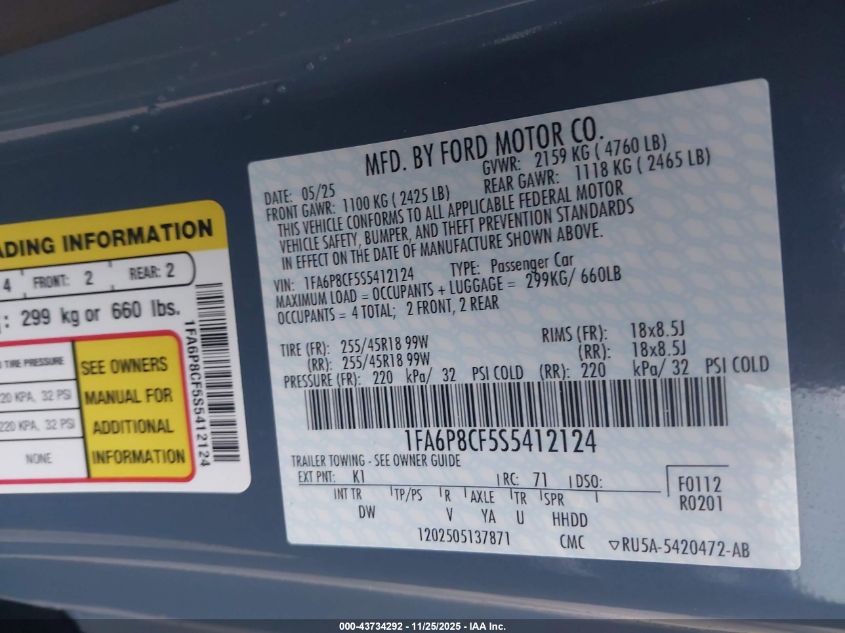 ADING INFORMATION
4 FRONT: 2 REAR: 2
: 299 kg or 660 lbs.
TIRE PRESSURE
20 KPA, 32 PSI
220 KPA, 32 PSI
NONE
SEE OWNERS
MANUAL FOR
ADDITIONAL
INFORMATION
1FA6P8CF5S5412124
MFD. BY FORD MOTOR CO.
DATE: 05/25 GVWR: 2159 KG ( 4760 LB)
FRONT GAWR: 1100 KG ( 2425 LB) REAR GAWR: 1118 KG ( 2465 LB)
THIS VEHICLE CONFORMS TO ALL APPLICABLE FEDERAL MOTOR
VEHICLE SAFETY, BUMPER, AND THEFT PREVENTION STANDARDS
IN EFFECT ON THE DATE OF MANUFACTURE SHOWN ABOVE.
VIN: 1FA6P8CF5S5412124 TYPE: Passenger Car
MAXIMUM LOAD = OCCUPANTS + LUGGAGE = 299KG/ 660LB
OCCUPANTS = 4 TOTAL; 2 FRONT, 2 REAR
TIRE (FR): 255/45R18 99W RIMS (FR): 18x8.5J
(RR): 255/45R18 99W (RR): 18x8.5J
PRESSURE (FR): 220 kPa/ 32 PSI COLD (RR): 220 kPa/ 32 PSI COLD
1FA6P8CF5S5412124
TRAILER TOWING - SEE OWNER GUIDE
EXT PNT: K1 RC: 71 DSO: F0112
INT TR TP/PS R AXLE TR SPR R0201
DW V YA U HHDD
1202505137871 CMC ▽RU5A-5420472-AB
000-43734292 - 11/25/2025 - IAA Inc.